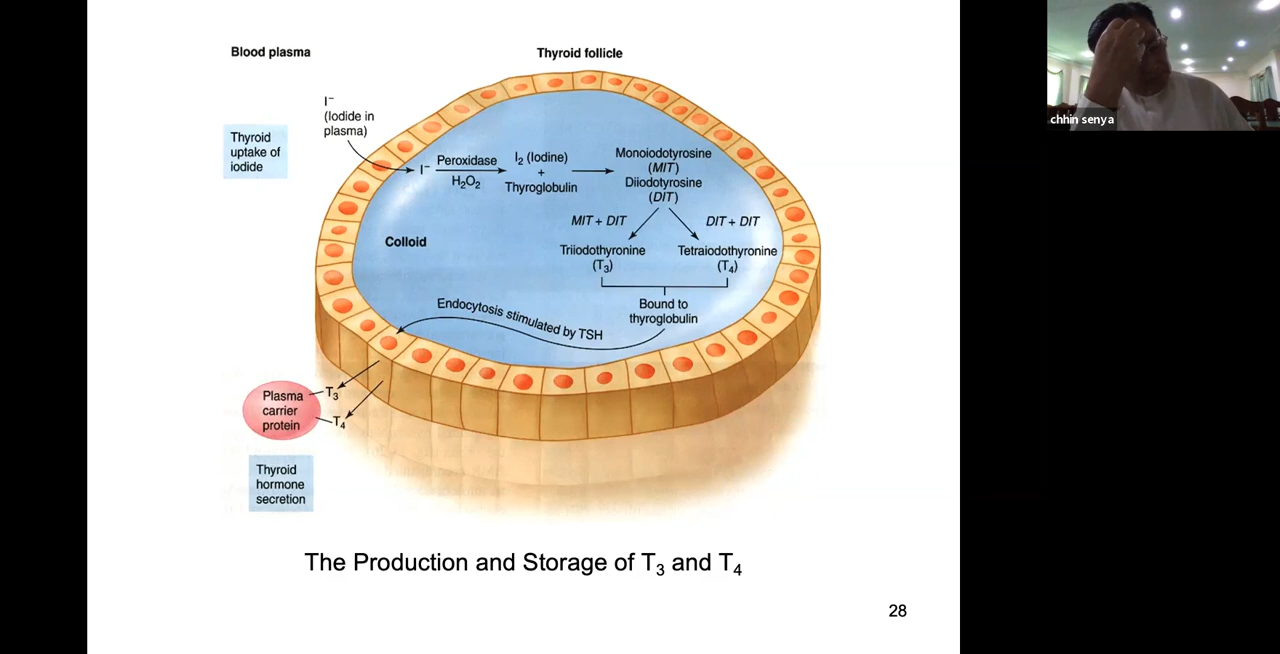 Blood plasma
Thyroid follicle
I⁻
(Iodide in
plasma)
Thyroid
uptake of
iodide
I⁻
Peroxidase
H₂O₂
I₂ (Iodine)
+
Thyroglobulin
Monoiodotyrosine
(MIT)
Diiodotyrosine
(DIT)
MIT + DIT
DIT + DIT
Colloid
Triiodothyronine
(T₃)
Tetraiodothyronine
(T₄)
Bound to
thyroglobulin
Endocytosis stimulated by TSH
Plasma
carrier
protein
T₃
T₄
Thyroid
hormone
secretion
The Production and Storage of T₃ and T₄
28
chhin senya